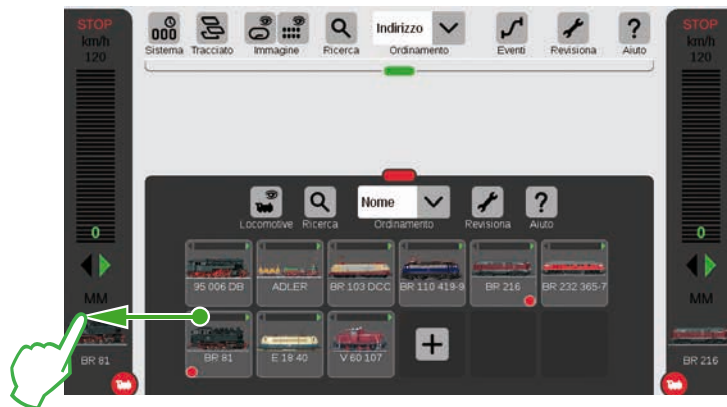 STOP
km/h
120
0
MM
BR 81
Sistema Tracciato Immagine Ricerca Indirizzo Ordinamento Eventi Revisiona Aiuto
Locomotive Ricerca Nome Ordinamento Revisiona Aiuto
95 006 DB ADLER BR 103 DCC BR 110 419-9 BR 216 BR 232 365-7
BR 81 E 18 40 V 60 107
STOP
km/h
120
0
MM
BR 216